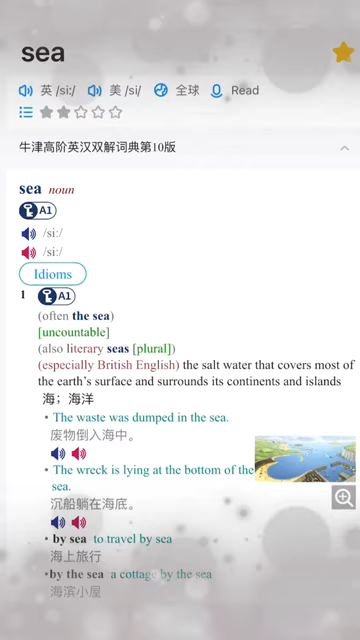 sea
英 /siː/ 美 /si/ 全球 Read
牛津高阶英汉双解词典第10版
sea noun
A1
/siː/
/siː/
Idioms
1 A1
(often the sea)
[uncountable]
(also literary seas [plural])
(especially British English) the salt water that covers most of
the earth's surface and surrounds its continents and islands
海；海洋
• The waste was dumped in the sea.
废物倒入海中。
• The wreck is lying at the bottom of the
sea.
沉船躺在海底。
• by sea to travel by sea
海上旅行
•by the sea a cottage by the sea
海滨小屋